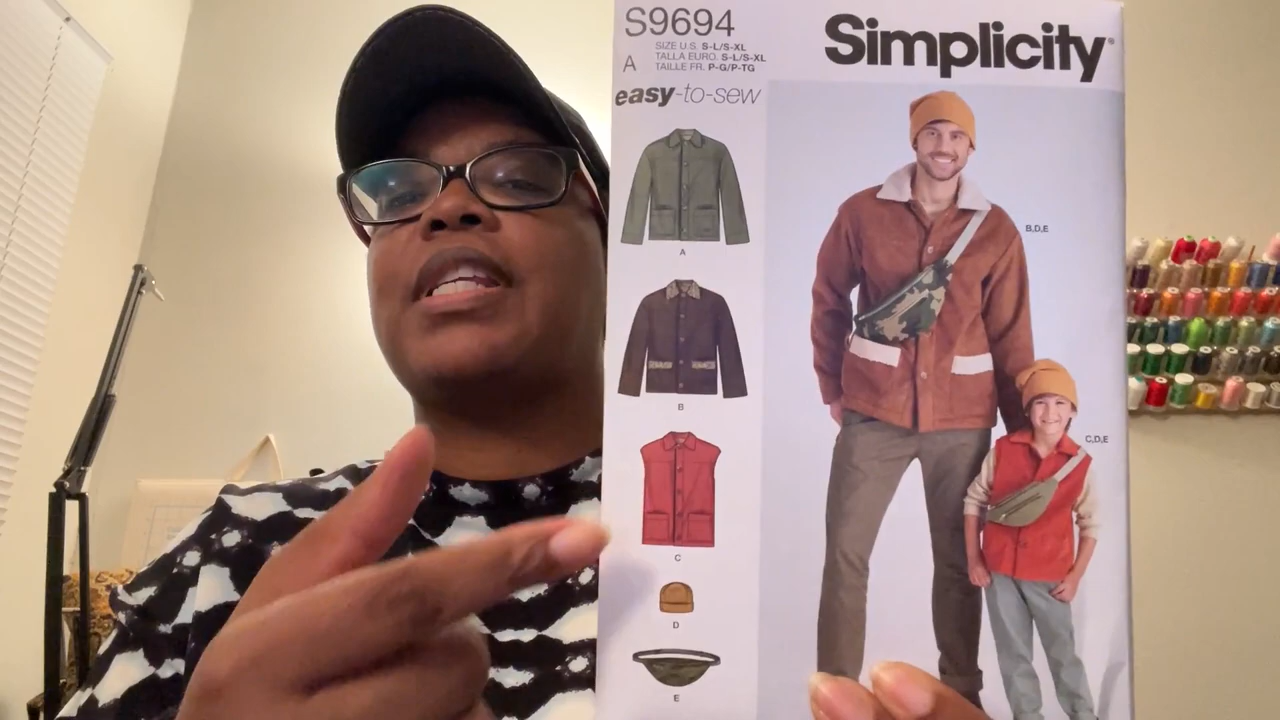 S9694
A
SIZE U.S. S-L/S-XL
TALLA EURO. S-L/S-XL
TAILLE FR. P-G/P-TG
easy-to-sew
Simplicity®
A
B
C
D
E
B,D,E
C,D,E